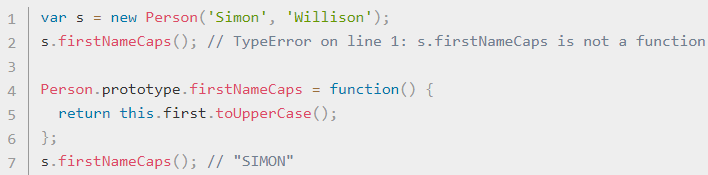 1 var s = new Person('Simon', 'Willison');
2 s.firstNameCaps(); // TypeError on line 1: s.firstNameCaps is not a function
3
4 Person.prototype.firstNameCaps = function() {
5   return this.first.toUpperCase();
6 };
7 s.firstNameCaps(); // "SIMON"